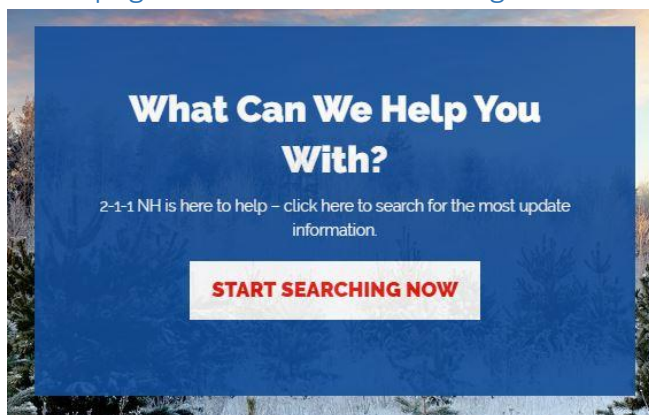 What Can We Help You
With?
2-1-1 NH is here to help – click here to search for the most update
information.
START SEARCHING NOW